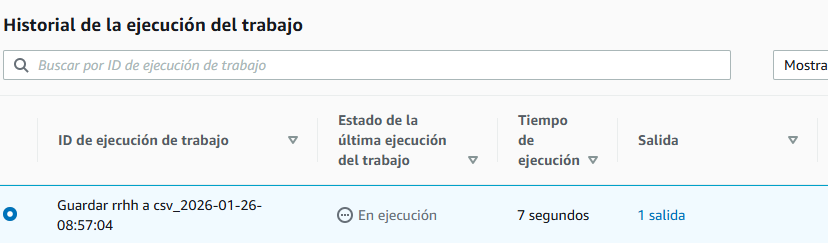 Historial de la ejecución del trabajo
Buscar por ID de ejecución de trabajo
Mostra
ID de ejecución de trabajo
Estado de la
última ejecución
del trabajo
Tiempo
de
ejecución
Salida
Guardar rrhh a csv_2026-01-26-
08:57:04
En ejecución
7 segundos
1 salida